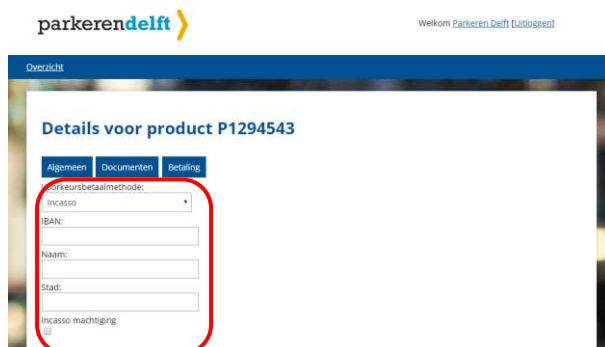 parkerendelft
Welkom Parkeren Delft [Uitloggen]
Overzicht
Details voor product P1294543
Algemeen Documenten Betaling
Voorkeursbetaalmethode:
Incasso
IBAN:
Naam:
Stad:
Incasso machtiging